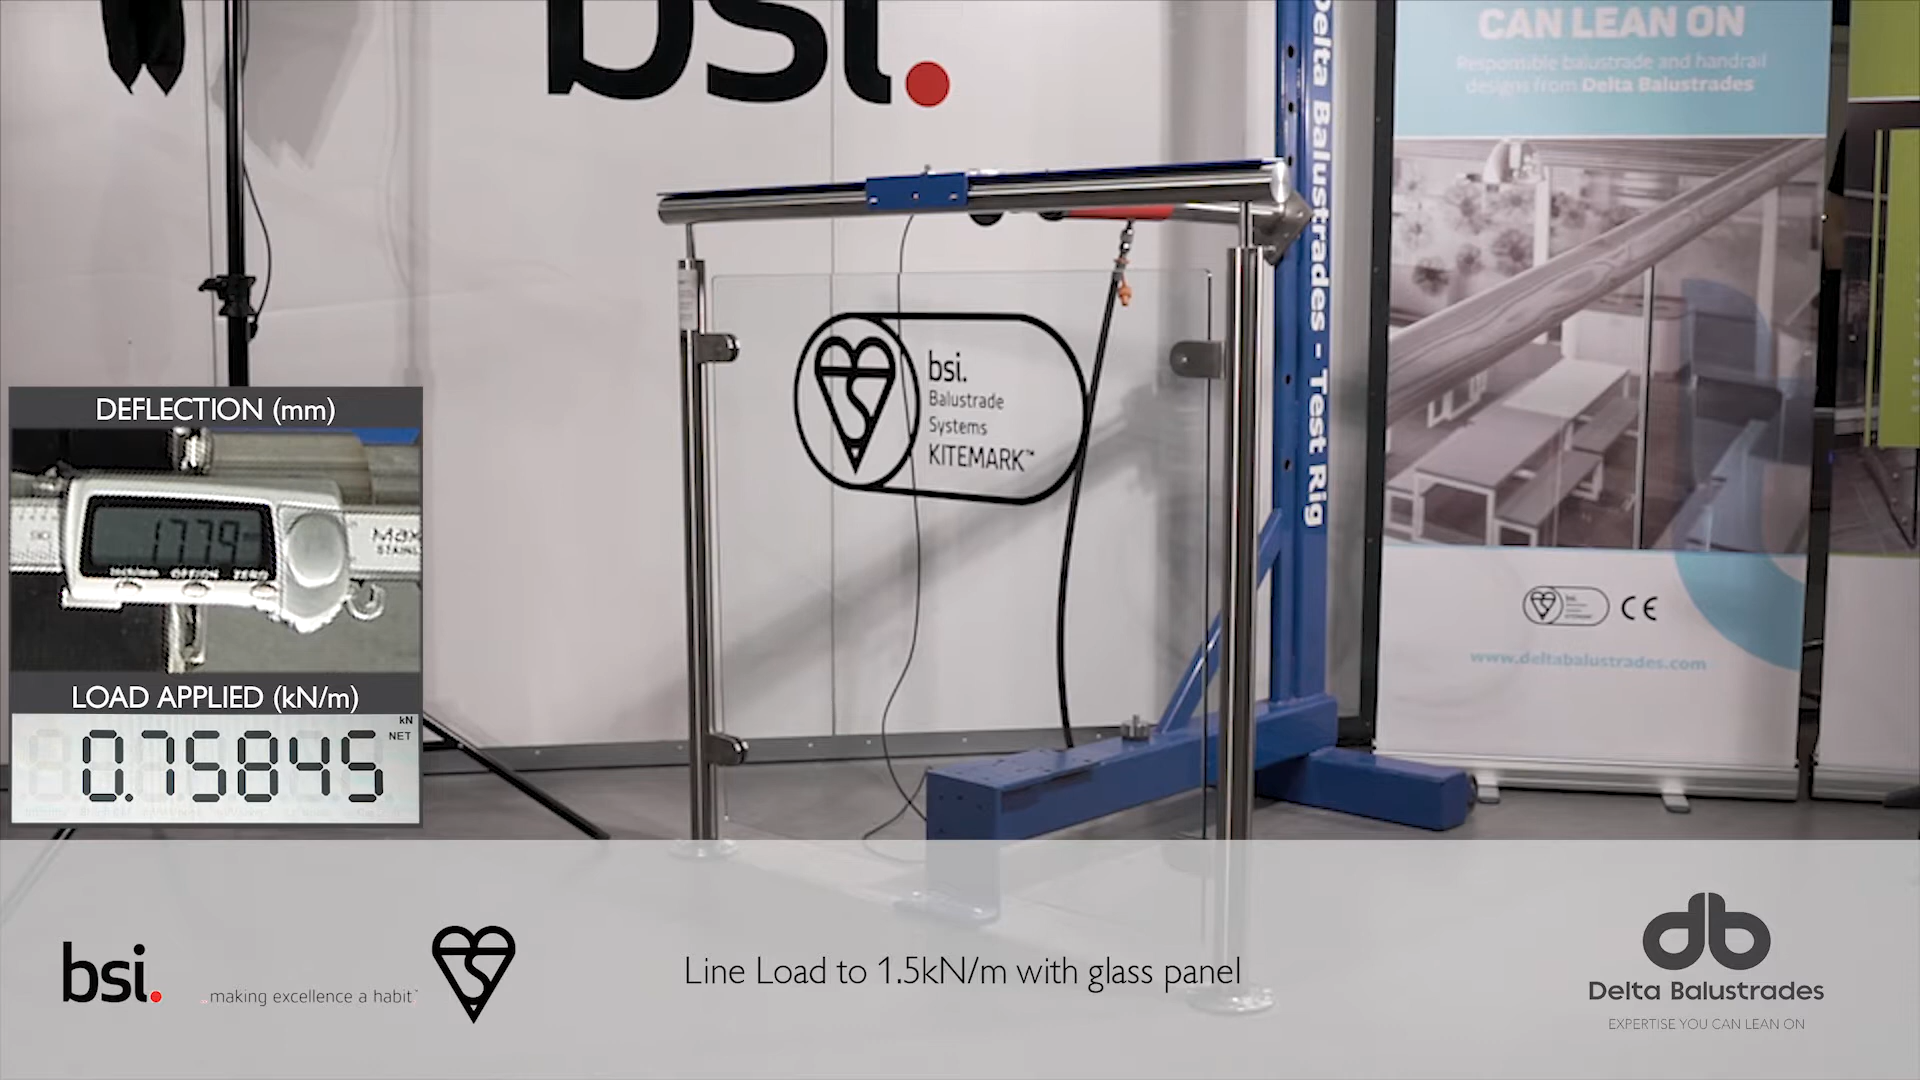 bsi.
CAN LEAN ON
Responsible balustrade and handrail
designs from Delta Balustrades
Delta Balustrades - Test Rig
bsi.
Balustrade
Systems
KITEMARK™
DEFLECTION (mm)
17.79
ZERO
LOAD APPLIED (kN/m)
kN
NET
0.75845
CE
www.deltabalustrades.com
bsi.
...making excellence a habit™
Line Load to 1.5kN/m with glass panel
db
Delta Balustrades
EXPERTISE YOU CAN LEAN ON